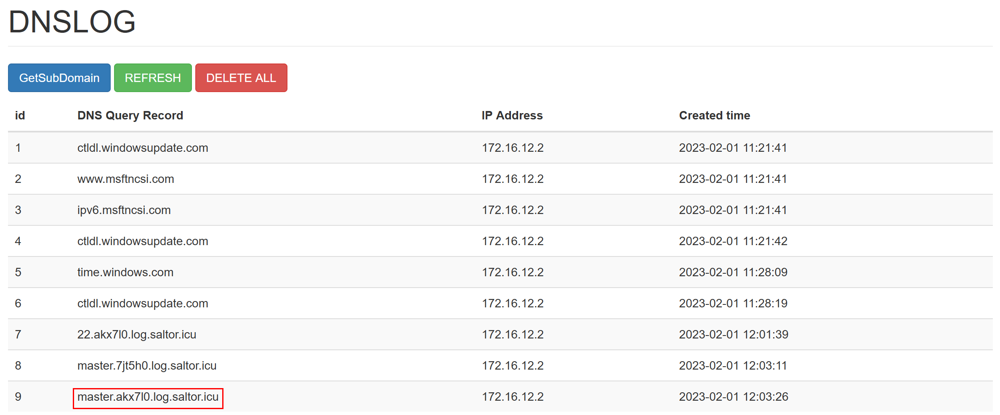 DNSLOG
GetSubDomain REFRESH DELETE ALL
id DNS Query Record IP Address Created time
1 ctldl.windowsupdate.com 172.16.12.2 2023-02-01 11:21:41
2 www.msftncsi.com 172.16.12.2 2023-02-01 11:21:41
3 ipv6.msftncsi.com 172.16.12.2 2023-02-01 11:21:41
4 ctldl.windowsupdate.com 172.16.12.2 2023-02-01 11:21:42
5 time.windows.com 172.16.12.2 2023-02-01 11:28:09
6 ctldl.windowsupdate.com 172.16.12.2 2023-02-01 11:28:19
7 22.akx7l0.log.saltor.icu 172.16.12.2 2023-02-01 12:01:39
8 master.7jt5h0.log.saltor.icu 172.16.12.2 2023-02-01 12:03:11
9 master.akx7l0.log.saltor.icu 172.16.12.2 2023-02-01 12:03:26